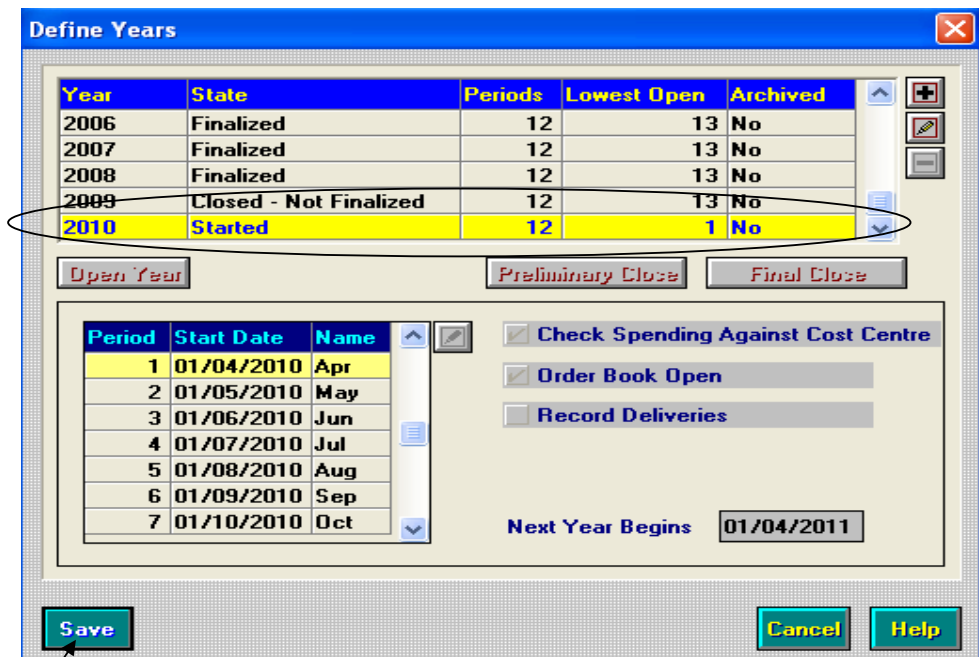 Define Years
Year State Periods Lowest Open Archived
2006 Finalized 12 13 No
2007 Finalized 12 13 No
2008 Finalized 12 13 No
2009 Closed - Not Finalized 12 13 No
2010 Started 12 1 No
Open Year Preliminary Close Final Close
Period Start Date Name
1 01/04/2010 Apr
2 01/05/2010 May
3 01/06/2010 Jun
4 01/07/2010 Jul
5 01/08/2010 Aug
6 01/09/2010 Sep
7 01/10/2010 Oct
Check Spending Against Cost Centre
Order Book Open
Record Deliveries
Next Year Begins 01/04/2011
Save Cancel Help